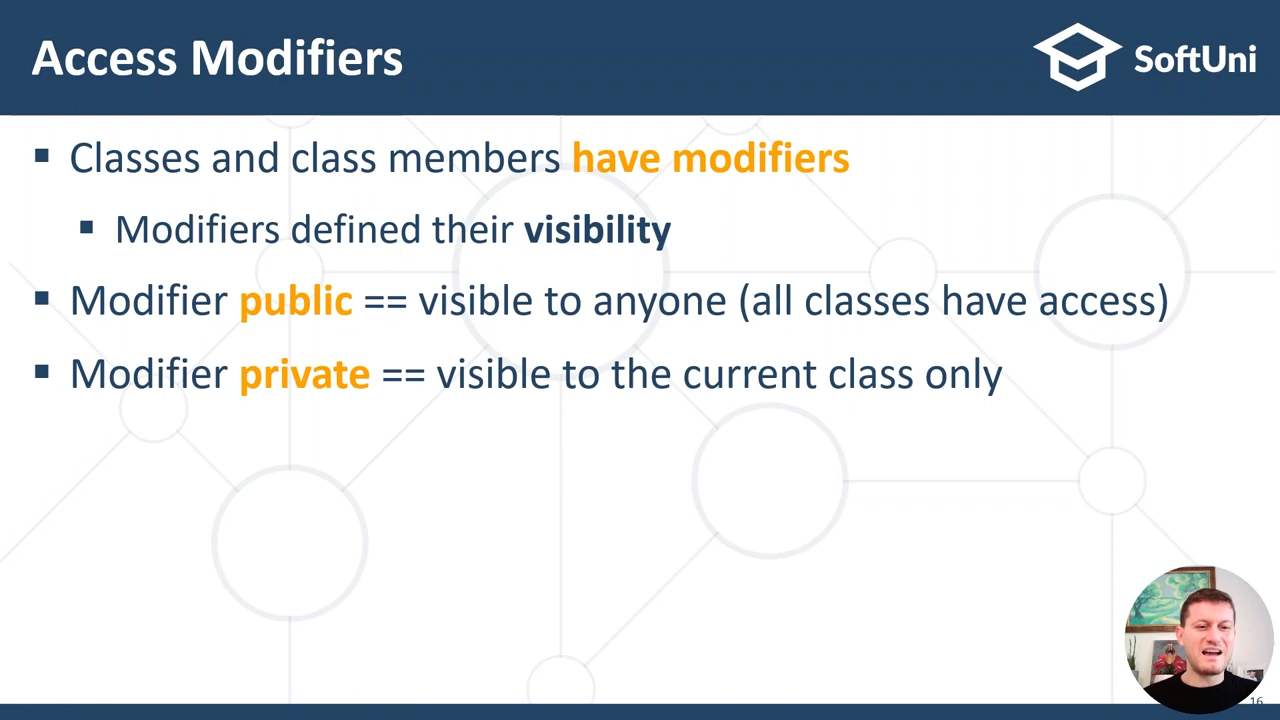 Access Modifiers
SoftUni
▪ Classes and class members have modifiers
▪ Modifiers defined their visibility
▪ Modifier public == visible to anyone (all classes have access)
▪ Modifier private == visible to the current class only
16